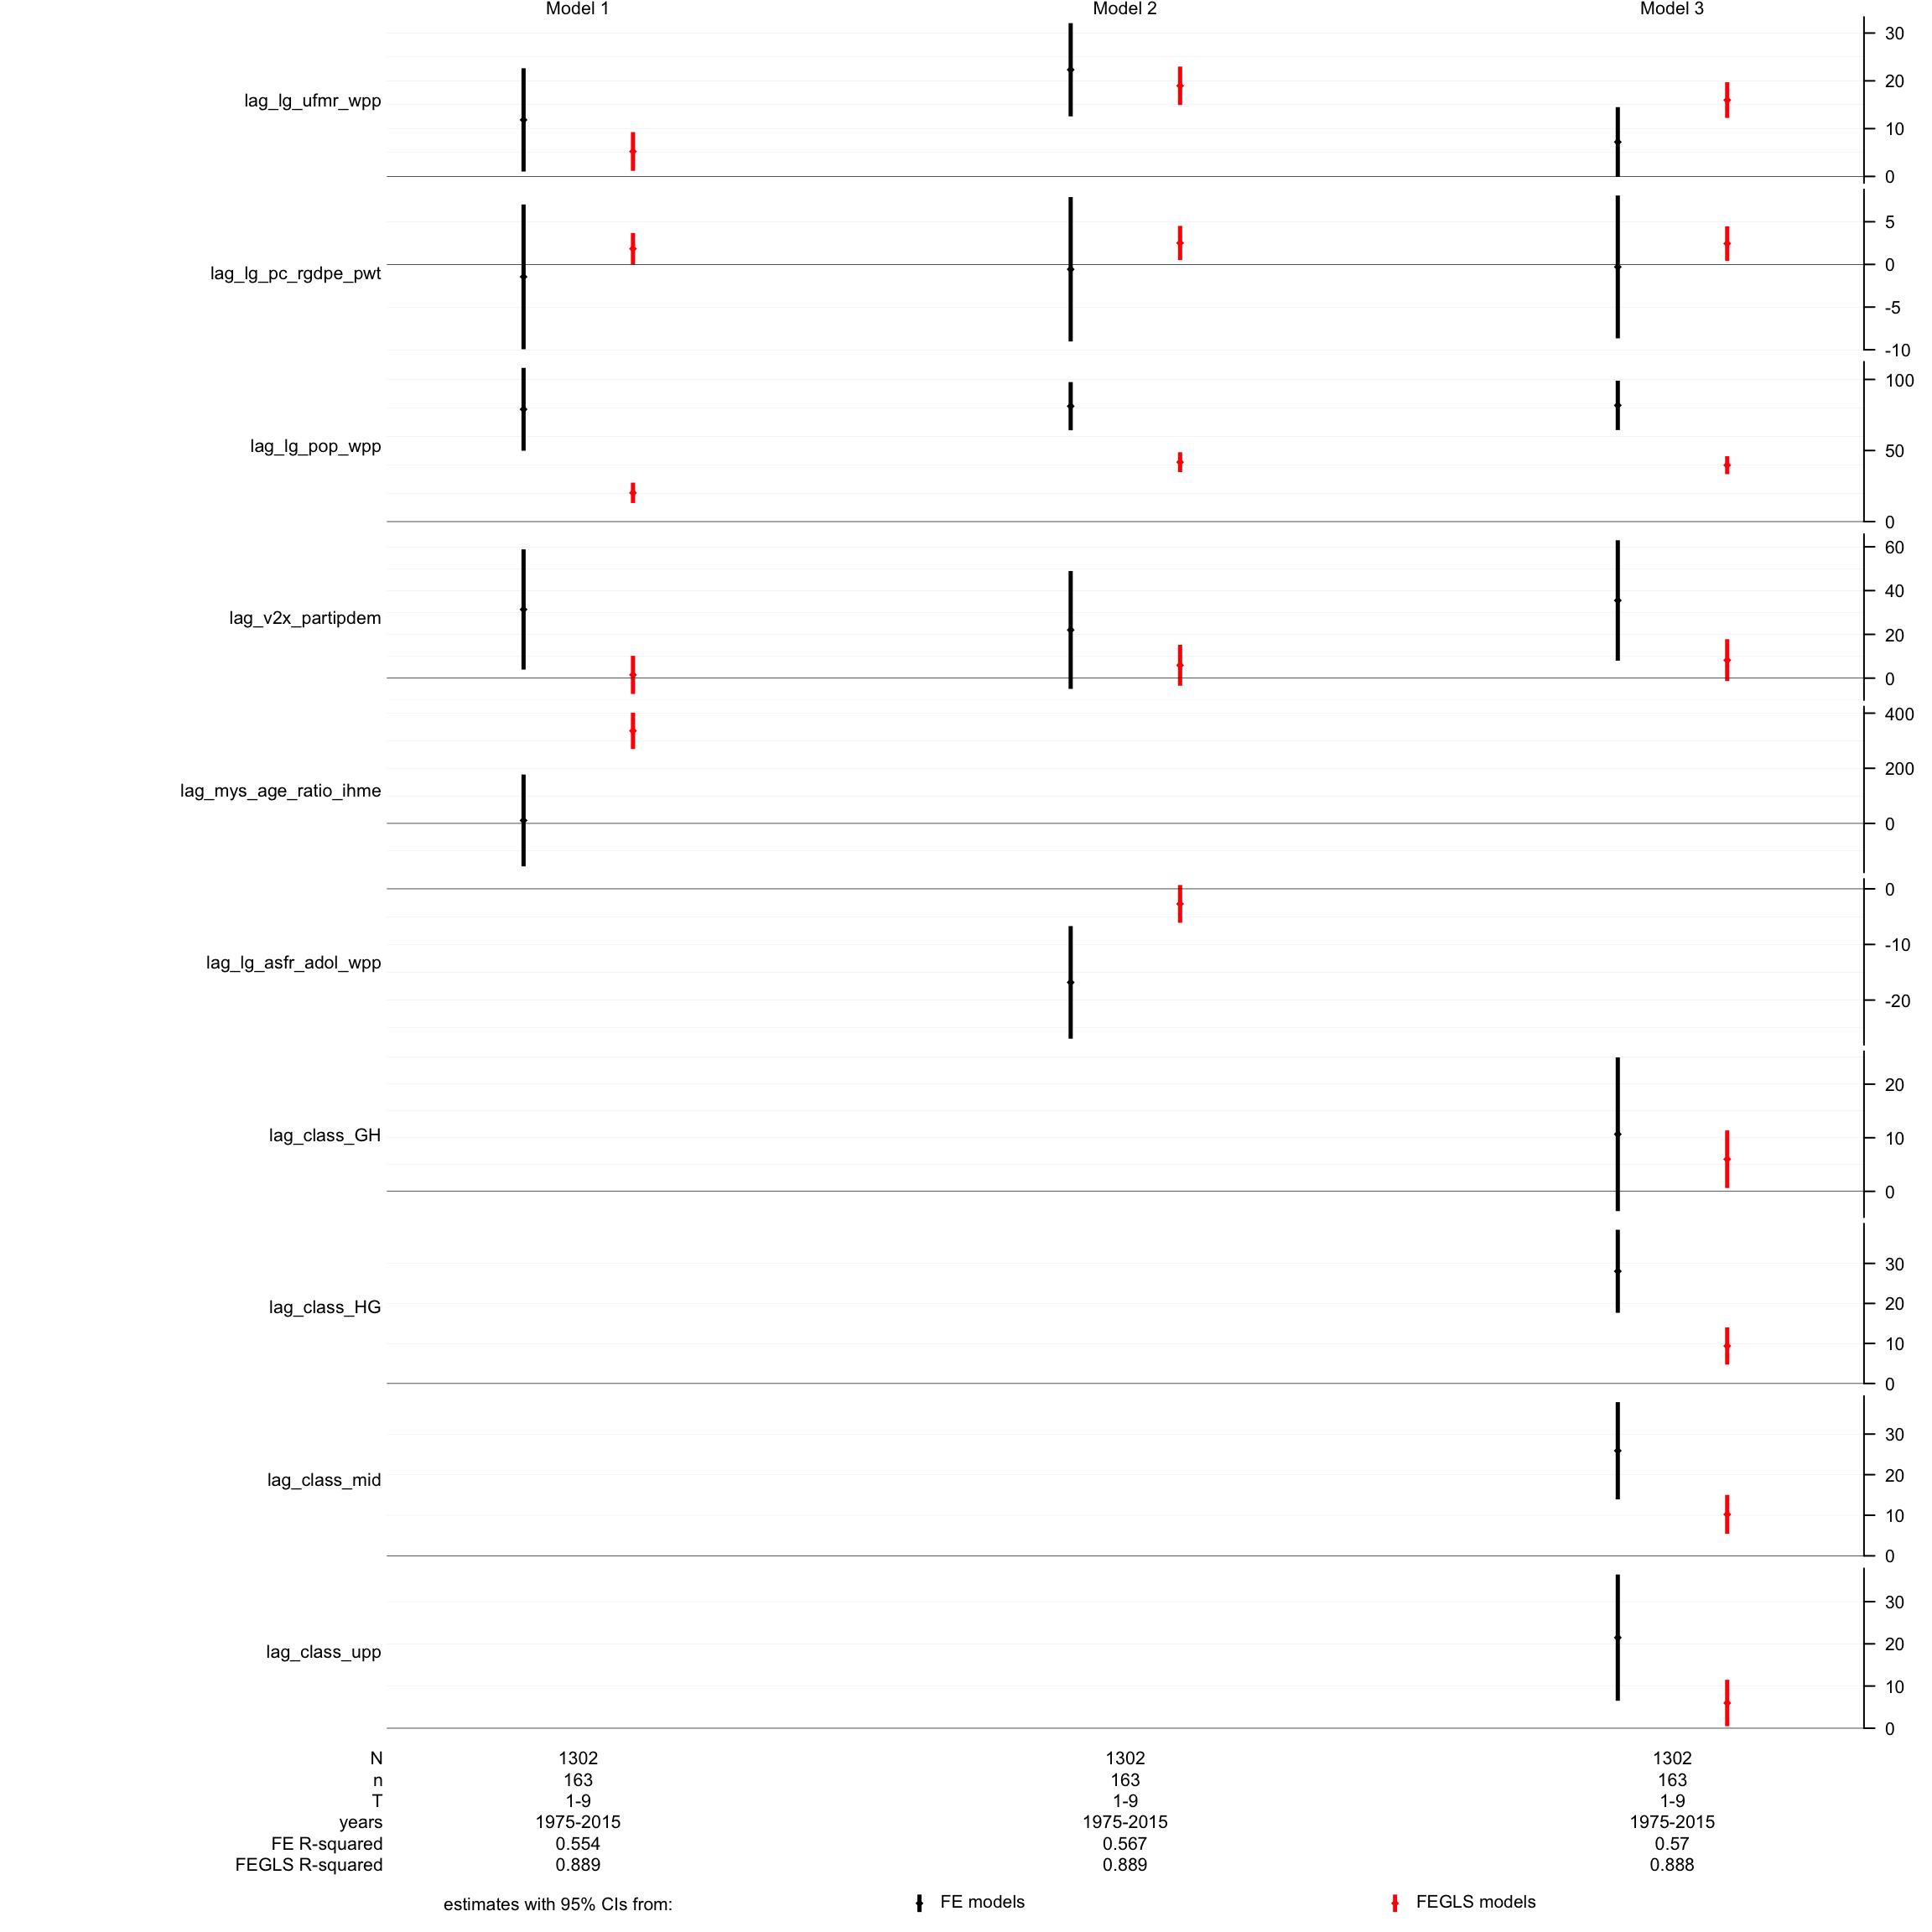 Model 1 Model 2 Model 3
30
20
lag_lg_ufmr_wpp
10
0
5
0
lag_lg_pc_rgdpe_pwt
-5
-10
100
lag_lg_pop_wpp
50
0
60
40
lag_v2x_partipdem
20
0
400
200
lag_mys_age_ratio_ihme
0
0
-10
lag_lg_asfr_adol_wpp
-20
20
lag_class_GH
10
0
30
20
lag_class_HG
10
0
30
20
lag_class_mid
10
0
30
20
lag_class_upp
10
0
N 1302 1302 1302
n 163 163 163
T 1-9 1-9 1-9
years 1975-2015 1975-2015 1975-2015
FE R-squared 0.554 0.567 0.57
FEGLS R-squared 0.889 0.889 0.888
estimates with 95% CIs from: FE models FEGLS models